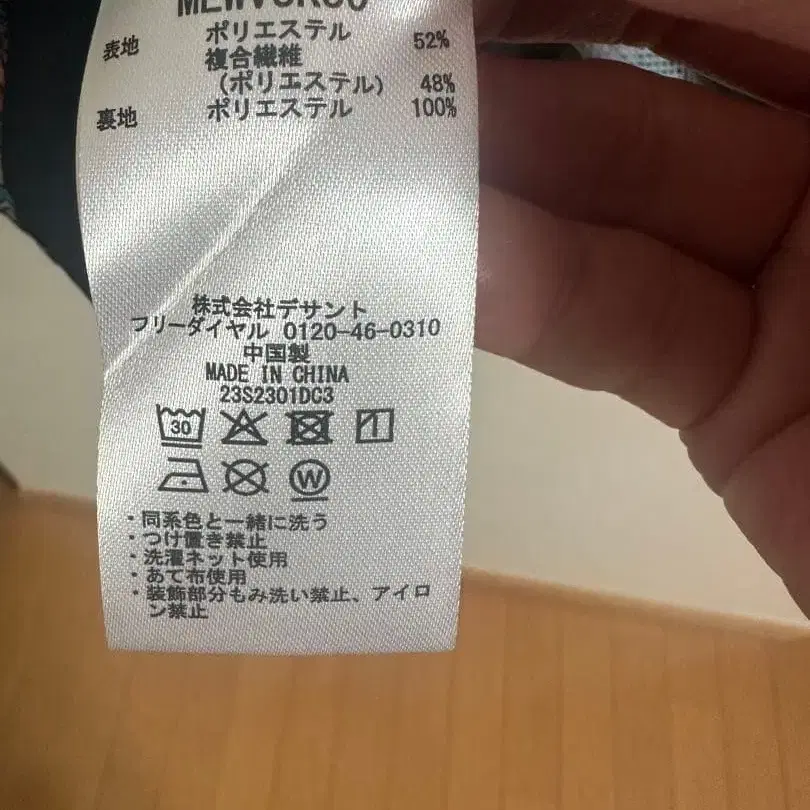 表地 ポリエステル 52%
複合繊維
(ポリエステル) 48%
裏地 ポリエステル 100%
株式会社デサント
フリーダイヤル 0120-46-0310
中国製
MADE IN CHINA
23S2301DC3
30
W
・同系色と一緒に洗う
・つけ置き禁止
・洗濯ネット使用
・あて布使用
・装飾部分もみ洗い禁止、アイロ
ン禁止